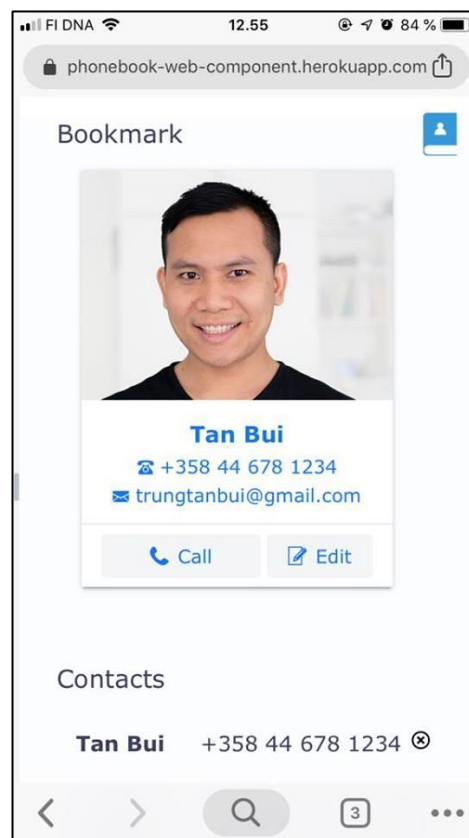 FI DNA 12.55 84 %
phonebook-web-component.herokuapp.com
Bookmark
Tan Bui
+358 44 678 1234
trungtanbui@gmail.com
Call Edit
Contacts
Tan Bui +358 44 678 1234
3